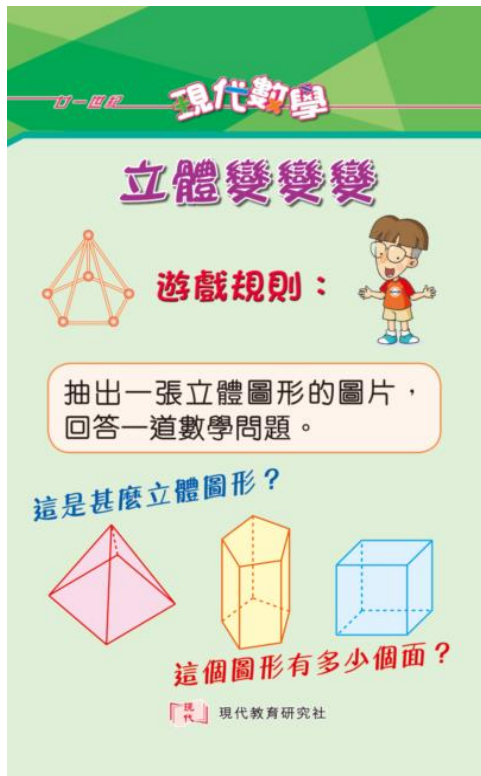 廿一世紀 現代數學
立體變變變
遊戲規則：
抽出一張立體圖形的圖片，
回答一道數學問題。
這是甚麼立體圖形？
這個圖形有多少個面？
現代 現代教育研究社